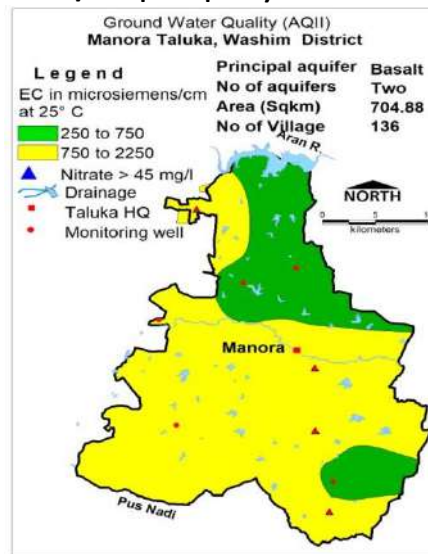 Ground Water Quality (AQII)
Manora Taluka, Washim District
Legend
EC in microsiemens/cm
at 25° C
250 to 750
750 to 2250
Nitrate > 45 mg/l
Drainage
Taluka HQ
Monitoring well
Principal aquifer Basalt
No of aquifers Two
Area (Sqkm) 704.88
No of Village 136
Aran R.
NORTH
kilometers
Manora
Pus Nadi